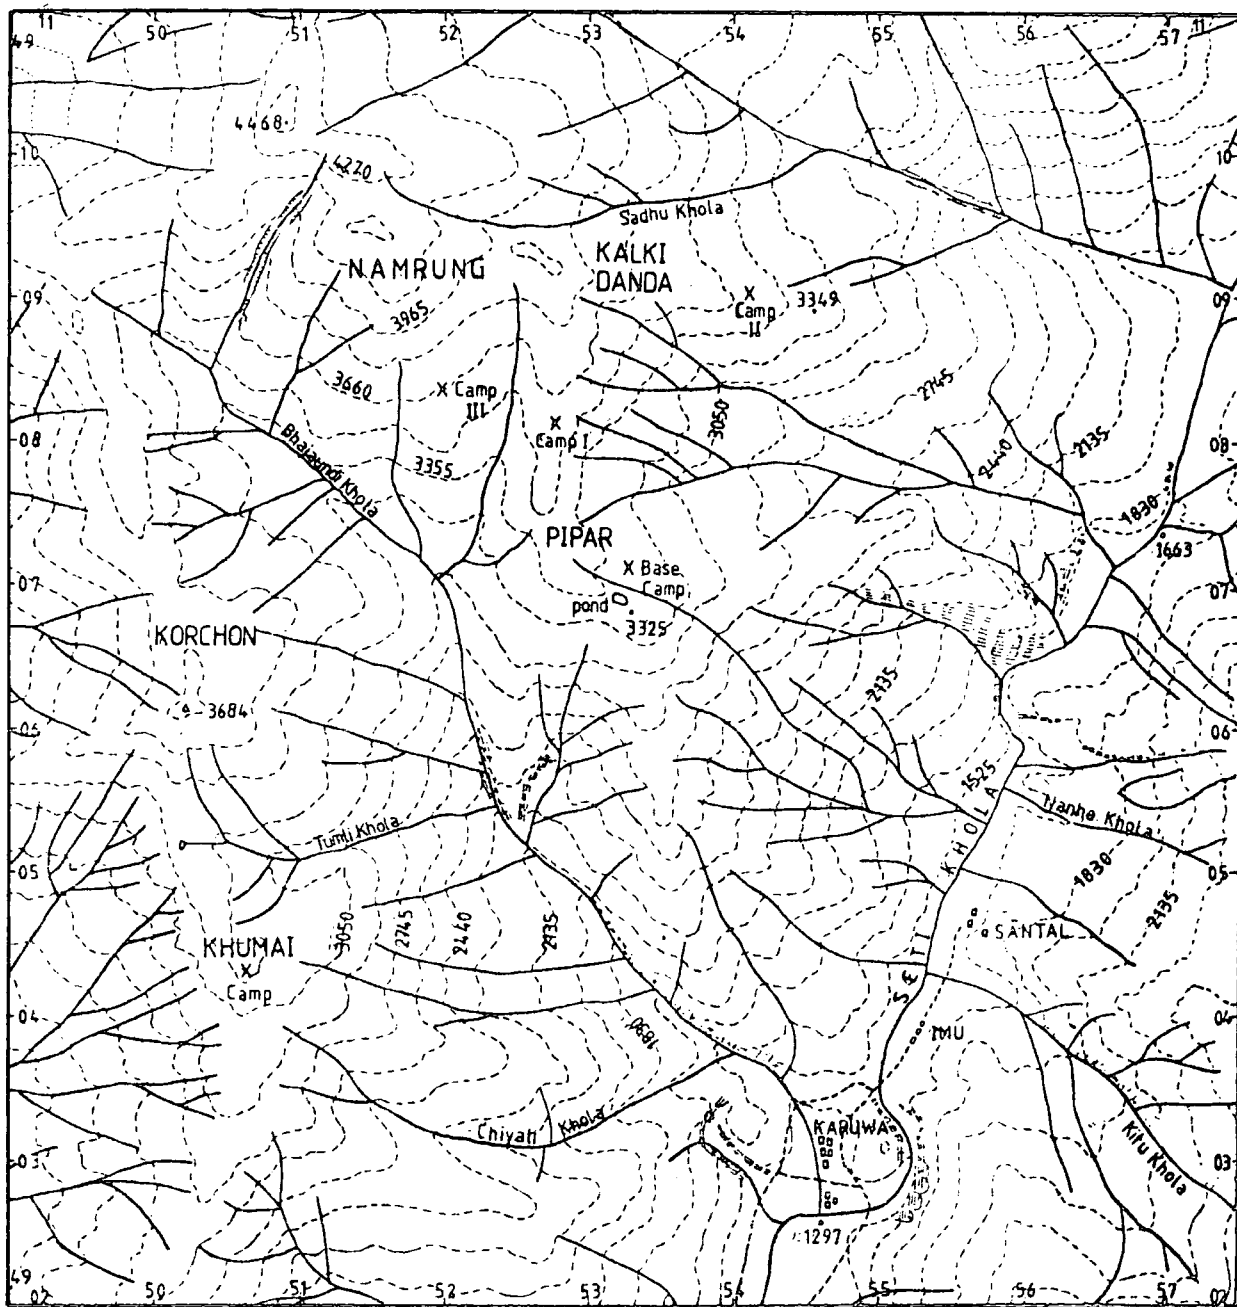 11 50 51 52 53 54 55 56 57 11
49
4468
10 4220 10
Sadhu Khola
NAMRUNG KALKI
DANDA
09 3349 09
Camp
II
3965
3660 Camp
III
2745
3050
Camp I
08 2440 2135 08
Bhajaundi Khola
3355
1830
PIPAR
1663
Base
Camp
07 07
pond
3325
KORCHON
2135
3684
06
1525
Tumli Khola
Nanhe Khola
05 05
1830
3050 2745 2440 2135 2135
SETI KHOLA
SANTAL
KHUMAI
Camp
04 04
1830 IMU
Chiyah Khola
KARUWA
03 03
Kitu Khola
1297
49
02 50 51 52 53 54 55 56 57 02